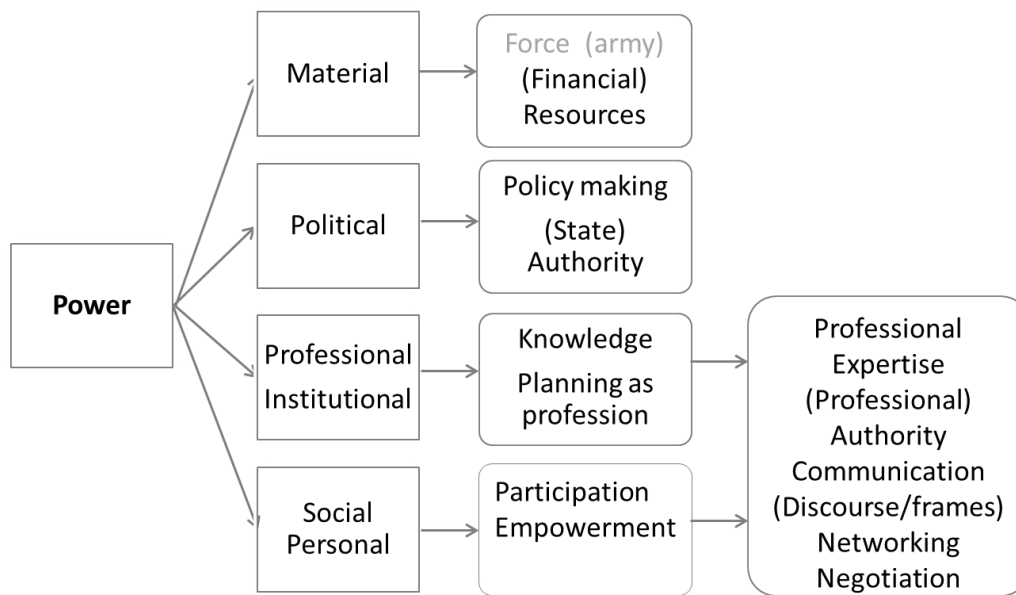 Power
Material
Force (army)
(Financial)
Resources
Political
Policy making
(State)
Authority
Professional
Institutional
Knowledge
Planning as
profession
Social
Personal
Participation
Empowerment
Professional
Expertise
(Professional)
Authority
Communication
(Discourse/frames)
Networking
Negotiation